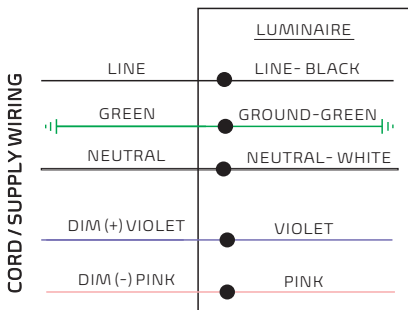 LUMINAIRE
LINE LINE- BLACK
GREEN GROUND-GREEN
NEUTRAL NEUTRAL- WHITE
DIM (+) VIOLET VIOLET
DIM (-) PINK PINK
CORD / SUPPLY WIRING